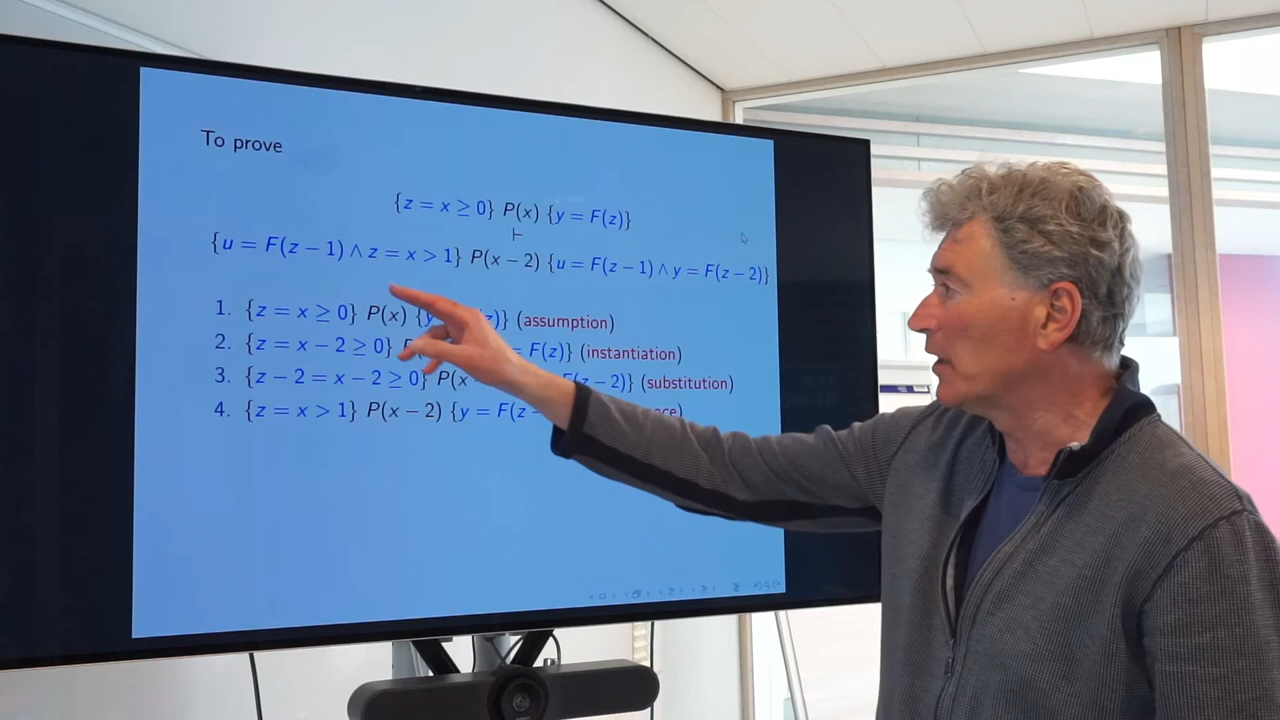 To prove
{z = x ≥ 0} P(x) {y = F(z)}
⊢
{u = F(z − 1) ∧ z = x > 1} P(x − 2) {u = F(z − 1) ∧ y = F(z − 2)}
1. {z = x ≥ 0} P(x) {y )} (assumption)
2. {z = x − 2 ≥ 0} = F(z)} (instantiation)
3. {z − 2 = x − 2 ≥ 0} P(x − 2)} (substitution)
4. {z = x > 1} P(x − 2) {y = F(z −